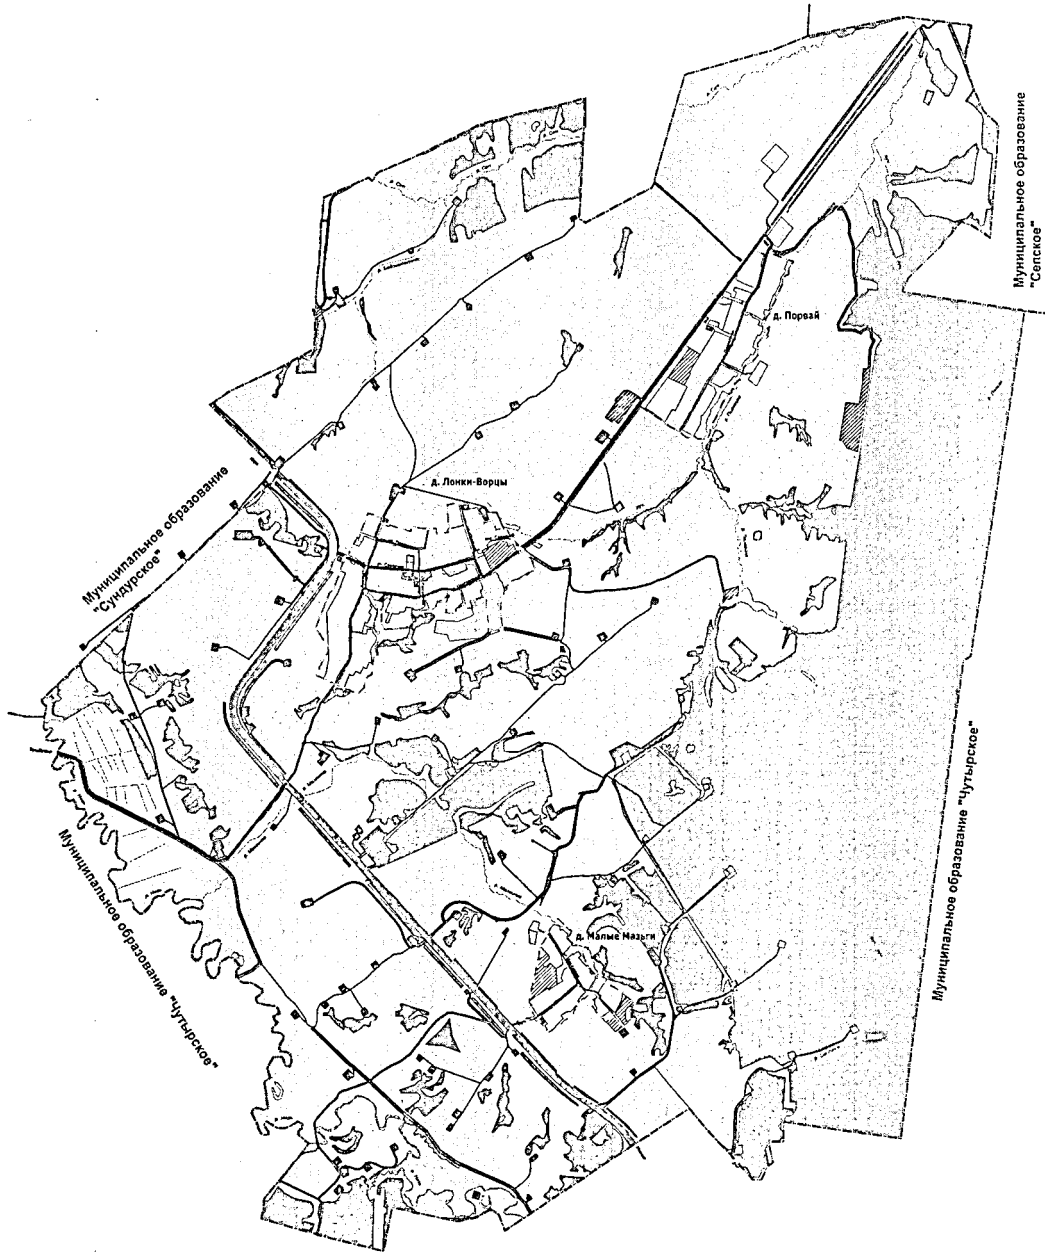 Муниципальное образование
"Сепское"
д. Порвай
д. Лонки-Ворцы
Муниципальное образование
"Сундурское"
Муниципальное образование "Чутырское"
д. Малые Мазьги
Муниципальное образование "Чутырское"